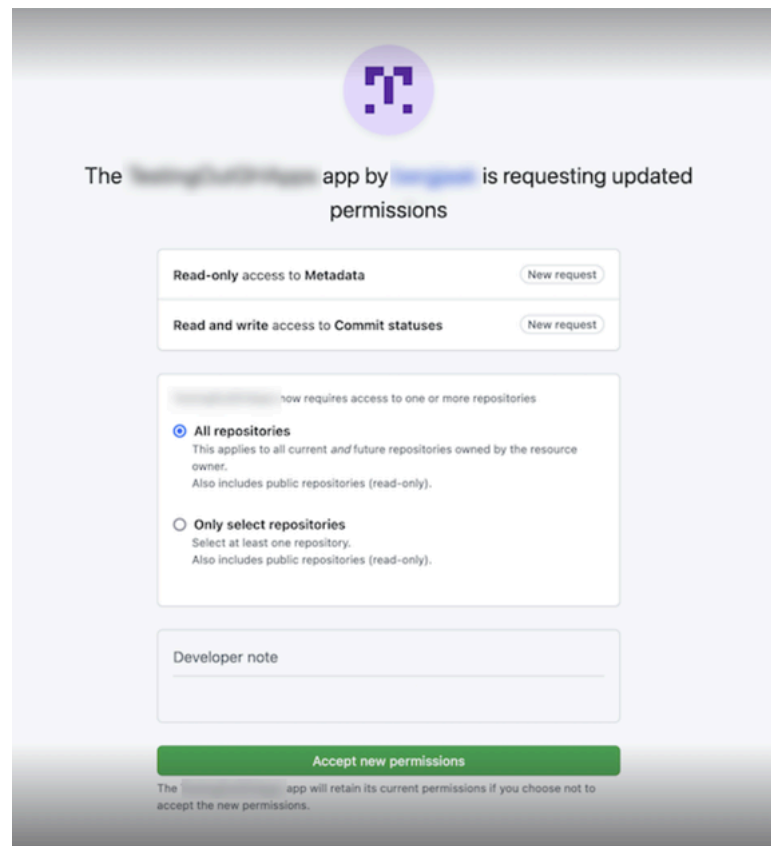 The app by is requesting updated
permissions
Read-only access to Metadata New request
Read and write access to Commit statuses New request
now requires access to one or more repositories
All repositories
This applies to all current and future repositories owned by the resource
owner.
Also includes public repositories (read-only).
Only select repositories
Select at least one repository.
Also includes public repositories (read-only).
Developer note
Accept new permissions
The app will retain its current permissions if you choose not to
accept the new permissions.